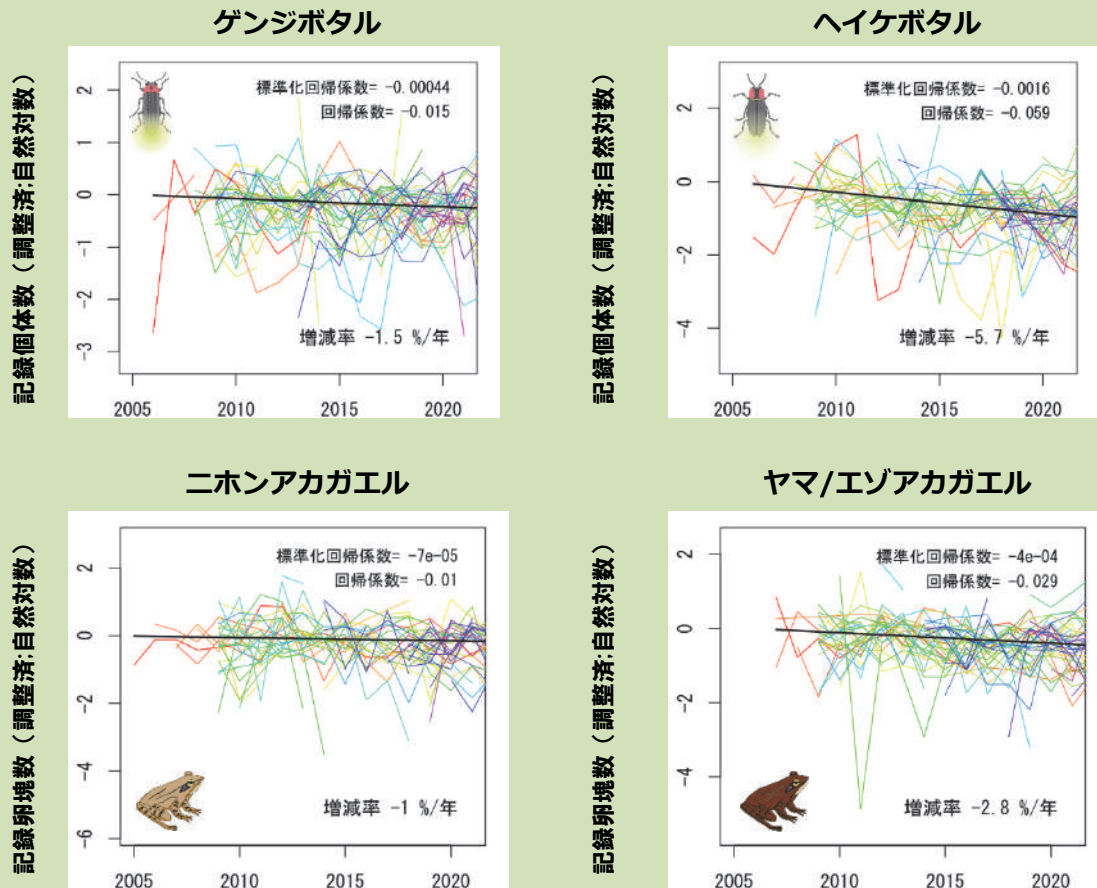 ゲンジボタル
記録個体数（調整済;自然対数）
標準化回帰係数= -0.00044
回帰係数= -0.015
増減率 -1.5 %/年
2
1
0
-1
-2
-3
2005 2010 2015 2020
ヘイケボタル
記録個体数（調整済;自然対数）
標準化回帰係数= -0.0016
回帰係数= -0.059
増減率 -5.7 %/年
2
0
-2
-4
2005 2010 2015 2020
ニホンアカガエル
記録卵塊数（調整済;自然対数）
標準化回帰係数= -7e-05
回帰係数= -0.01
増減率 -1 %/年
2
0
-2
-4
-6
2005 2010 2015 2020
ヤマ/エゾアカガエル
記録卵塊数（調整済;自然対数）
標準化回帰係数= -4e-04
回帰係数= -0.029
増減率 -2.8 %/年
2
0
-2
-4
2005 2010 2015 2020